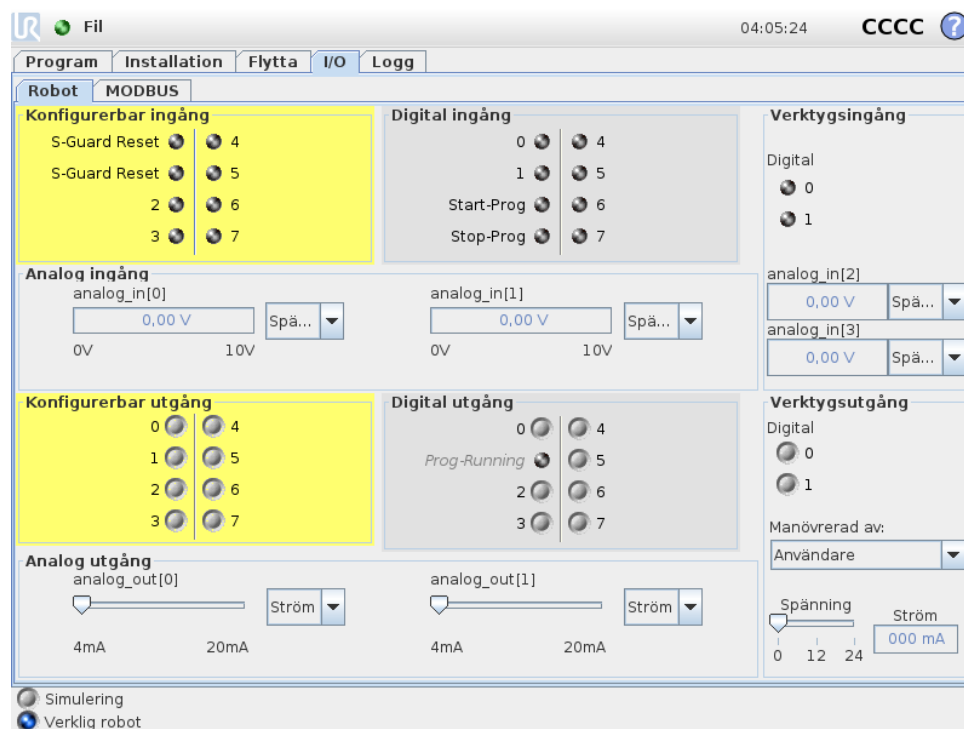 UR Fil 04:05:24 CCCC ?
Program Installation Flytta I/O Logg
Robot MODBUS
Konfigurerbar ingång
S-Guard Reset 4
S-Guard Reset 5
2 6
3 7
Digital ingång
0 4
1 5
Start-Prog 6
Stop-Prog 7
Verktygsingång
Digital
0
1
analog_in[2]
0,00 V Spä...
analog_in[3]
0,00 V Spä...
Analog ingång
analog_in[0]
0,00 V Spä...
0V 10V
analog_in[1]
0,00 V Spä...
0V 10V
Konfigurerbar utgång
0 4
1 5
2 6
3 7
Digital utgång
0 4
Prog-Running 5
2 6
3 7
Verktygsutgång
Digital
0
1
Manövrerad av:
Användare
Spänning
0 12 24
Ström
000 mA
Analog utgång
analog_out[0]
Ström
4mA 20mA
analog_out[1]
Ström
4mA 20mA
Simulering
Verklig robot